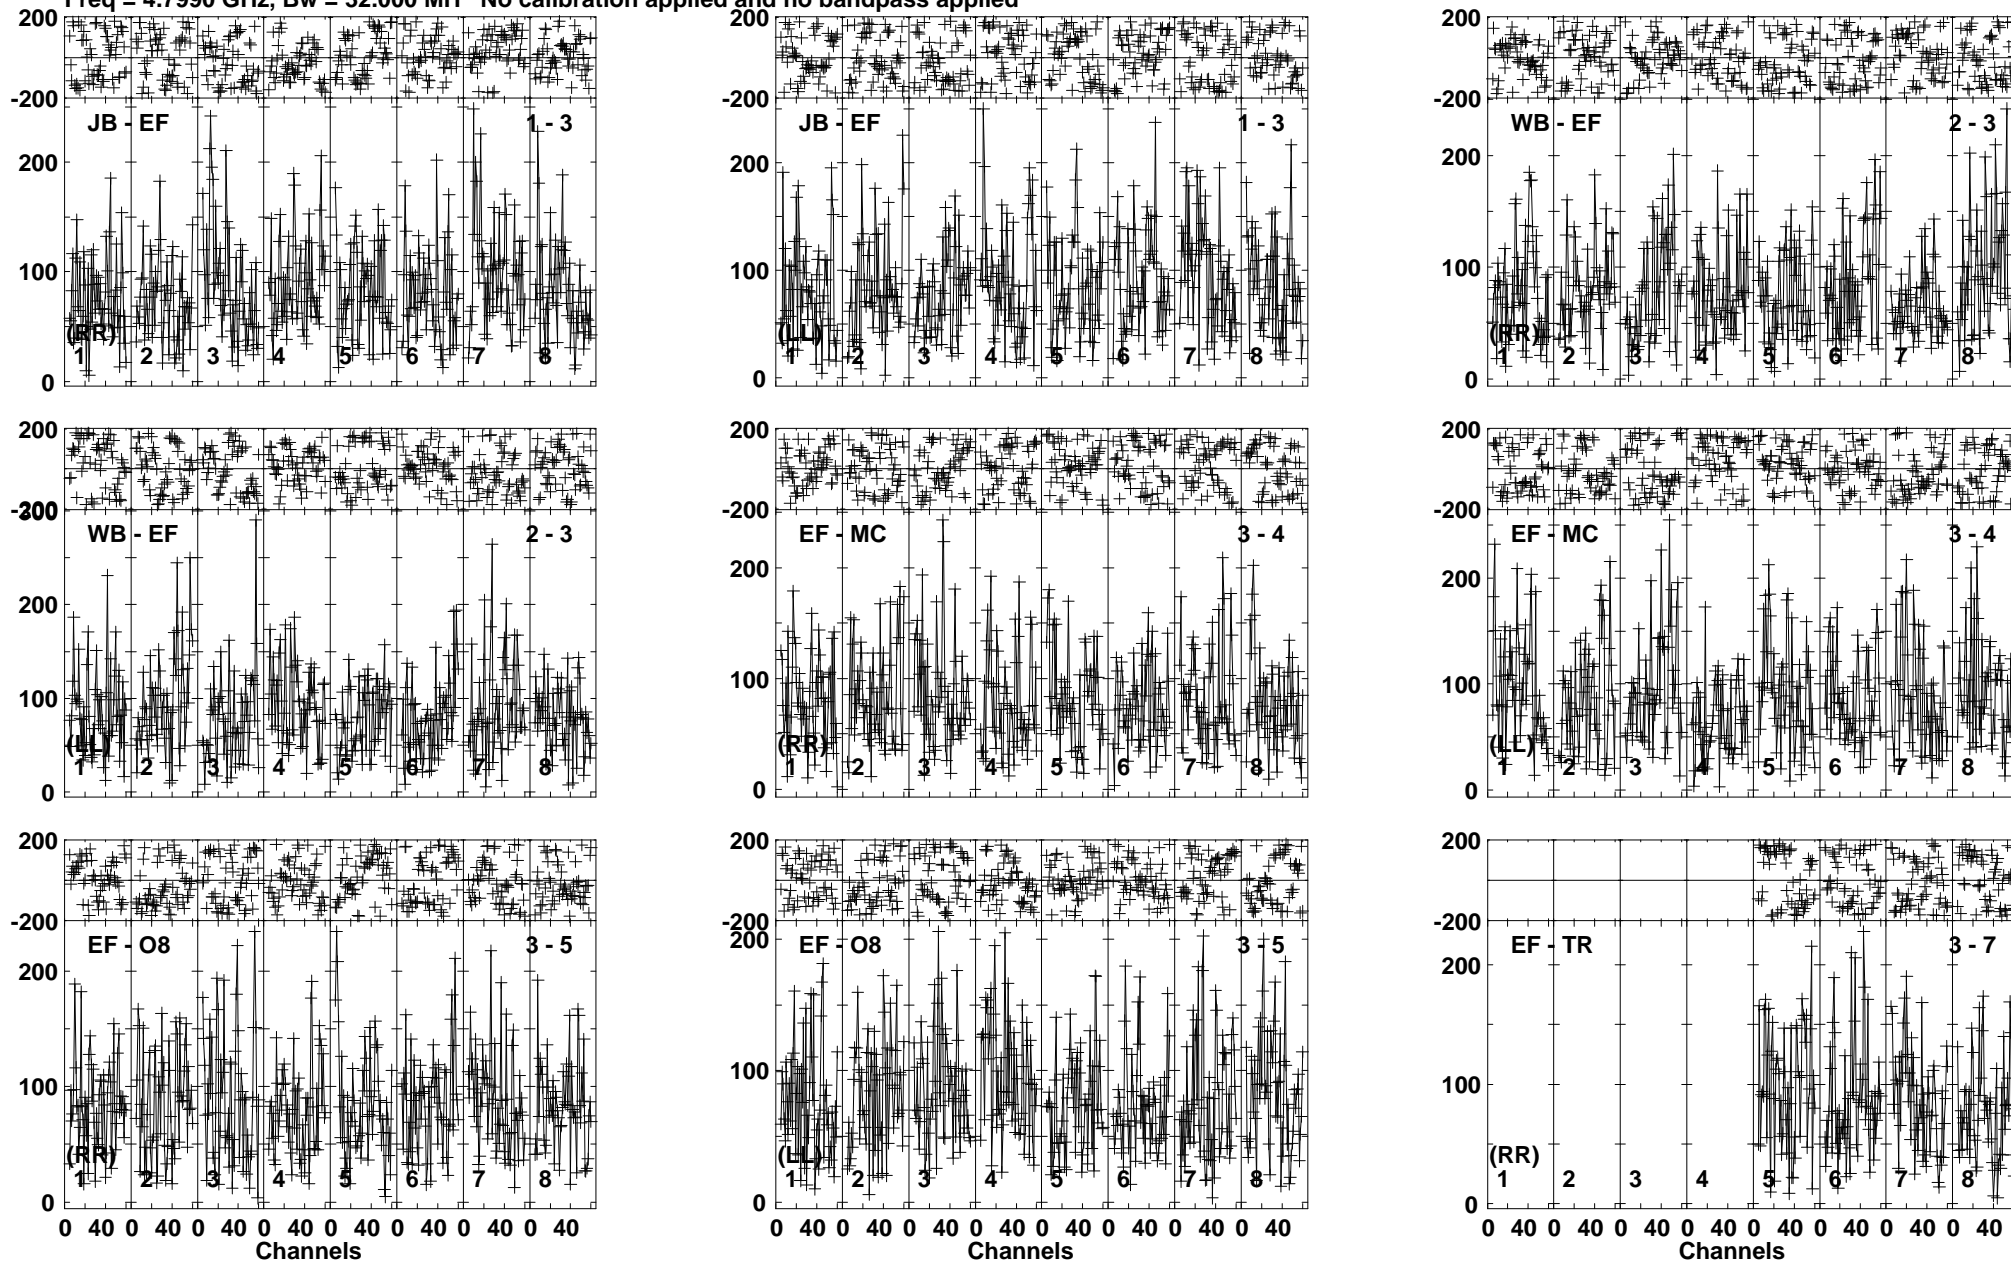 Freq = 4.7990 GHz, Bw = 32.000 MH No calibration applied and no bandpass applied
200 200 200
-200 -200 -200
JB - EF 1 - 3 JB - EF 1 - 3 WB - EF 2 - 3
200 200 200
100 100 100
(RR) (LL) (RR)
1 2 3 4 5 6 7 8 1 2 3 4 5 6 7 8 1 2 3 4 5 6 7 8
0 0 0
200 200 200
-200 -200 -200
300
WB - EF 2 - 3 EF - MC 3 - 4 EF - MC 3 - 4
200 200 200
100 100 100
(LL) (RR) (LL)
1 2 3 4 5 6 7 8 1 2 3 4 5 6 7 8 1 2 3 4 5 6 7 8
0 0 0
200 200 200
-200 -200 -200
EF - O8 3 - 5 EF - O8 3 - 5 EF - TR 3 - 7
200 200 200
100 100 100
(RR) (LL) (RR)
1 2 3 4 5 6 7 8 1 2 3 4 5 6 7 8 1 2 3 4 5 6 7 8
0 0 0
0 40 0 40 0 40 0 40 0 40 0 40 0 40 0 40 0 40 0 40 0 40 0 40 0 40 0 40 0 40 0 40 0 40 0 40 0 40 0 40 0 40 0 40 0 40 0 40
Channels Channels Channels